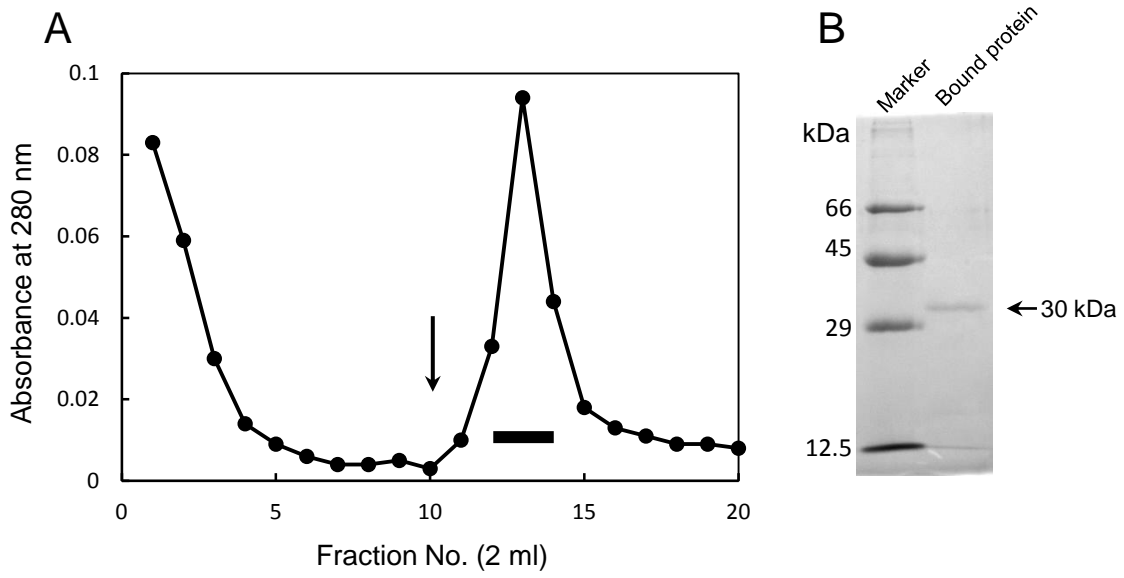 A
0.1
0.08
0.06
0.04
0.02
0
0 5 10 15 20
Absorbance at 280 nm
Fraction No. (2 ml)
B
Marker
Bound protein
kDa
66
45
29
12.5
30 kDa